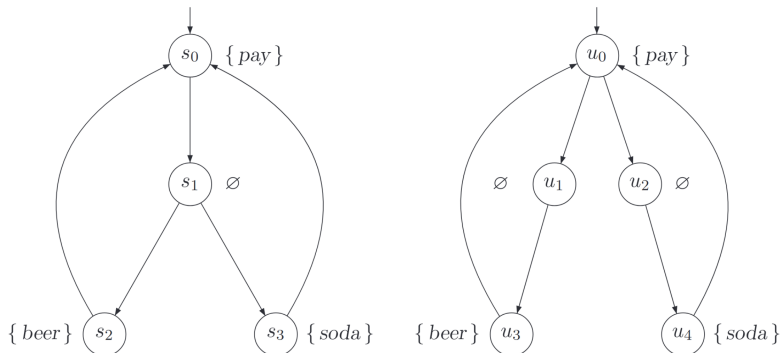 s₀ { pay } u₀ { pay }
s₁ ∅ ∅ u₁ u₂ ∅
{ beer } s₂ s₃ { soda } { beer } u₃ u₄ { soda }